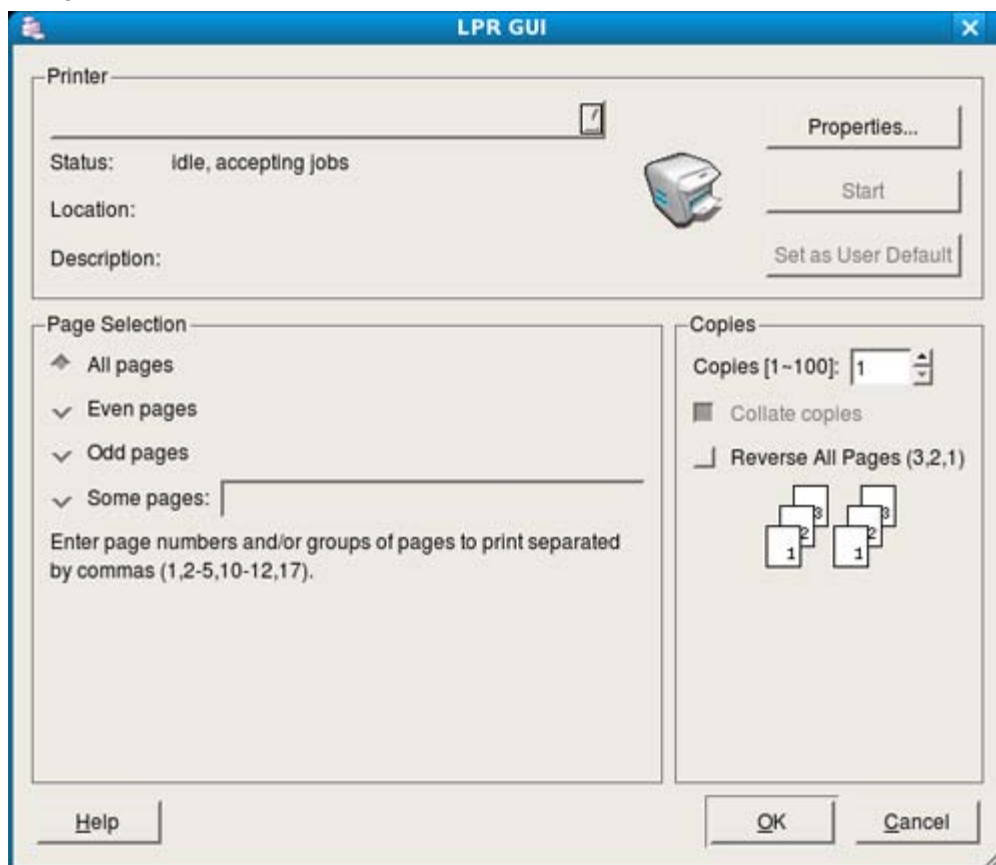 LPR GUI
Printer
Properties...
Status: idle, accepting jobs
Start
Location:
Set as User Default
Description:
Page Selection
All pages
Even pages
Odd pages
Some pages:
Enter page numbers and/or groups of pages to print separated
by commas (1,2-5,10-12,17).
Copies
Copies [1~100]: 1
Collate copies
Reverse All Pages (3,2,1)
3 3
2 2
1 1
Help
OK
Cancel